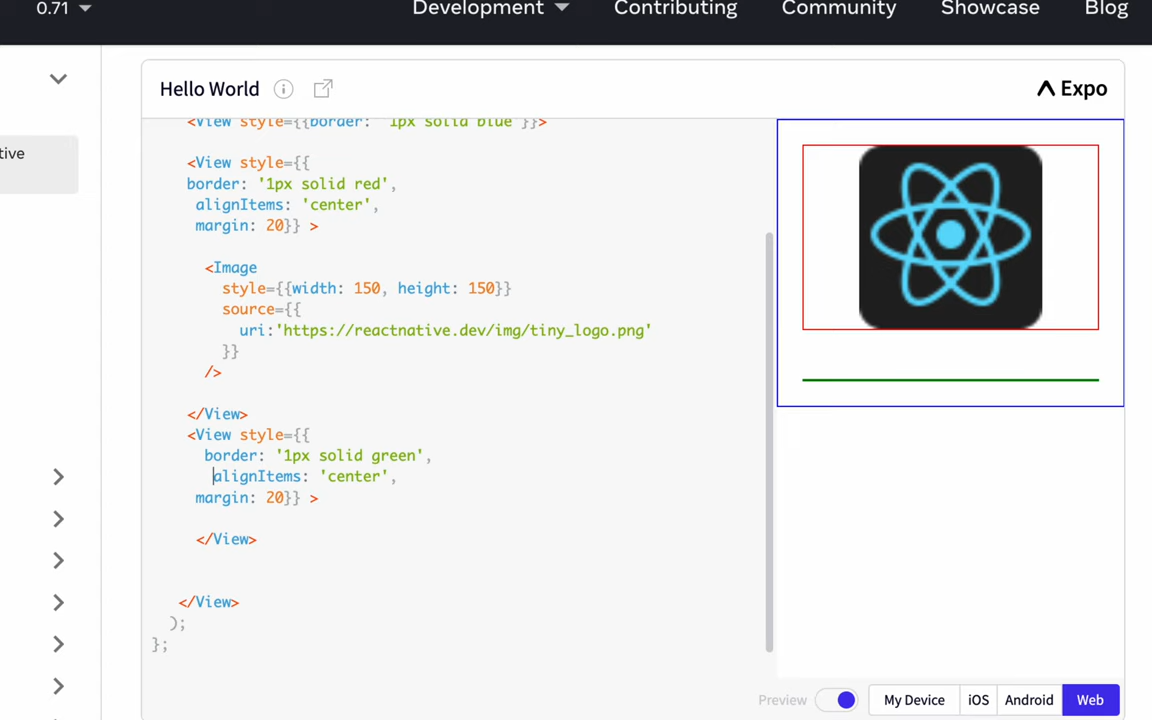 0.71
Development
Contributing
Community
Showcase
Blog
tive
Hello World
Expo
<View style={{border: '1px solid blue'}}>
<View style={{
border: '1px solid red',
alignItems: 'center',
margin: 20}} >
<Image
style={{width: 150, height: 150}}
source={{
uri:'https://reactnative.dev/img/tiny_logo.png'
}}
/>
</View>
<View style={{
border: '1px solid green',
alignItems: 'center',
margin: 20}} >
</View>
</View>
);
};
Preview
My Device
iOS
Android
Web